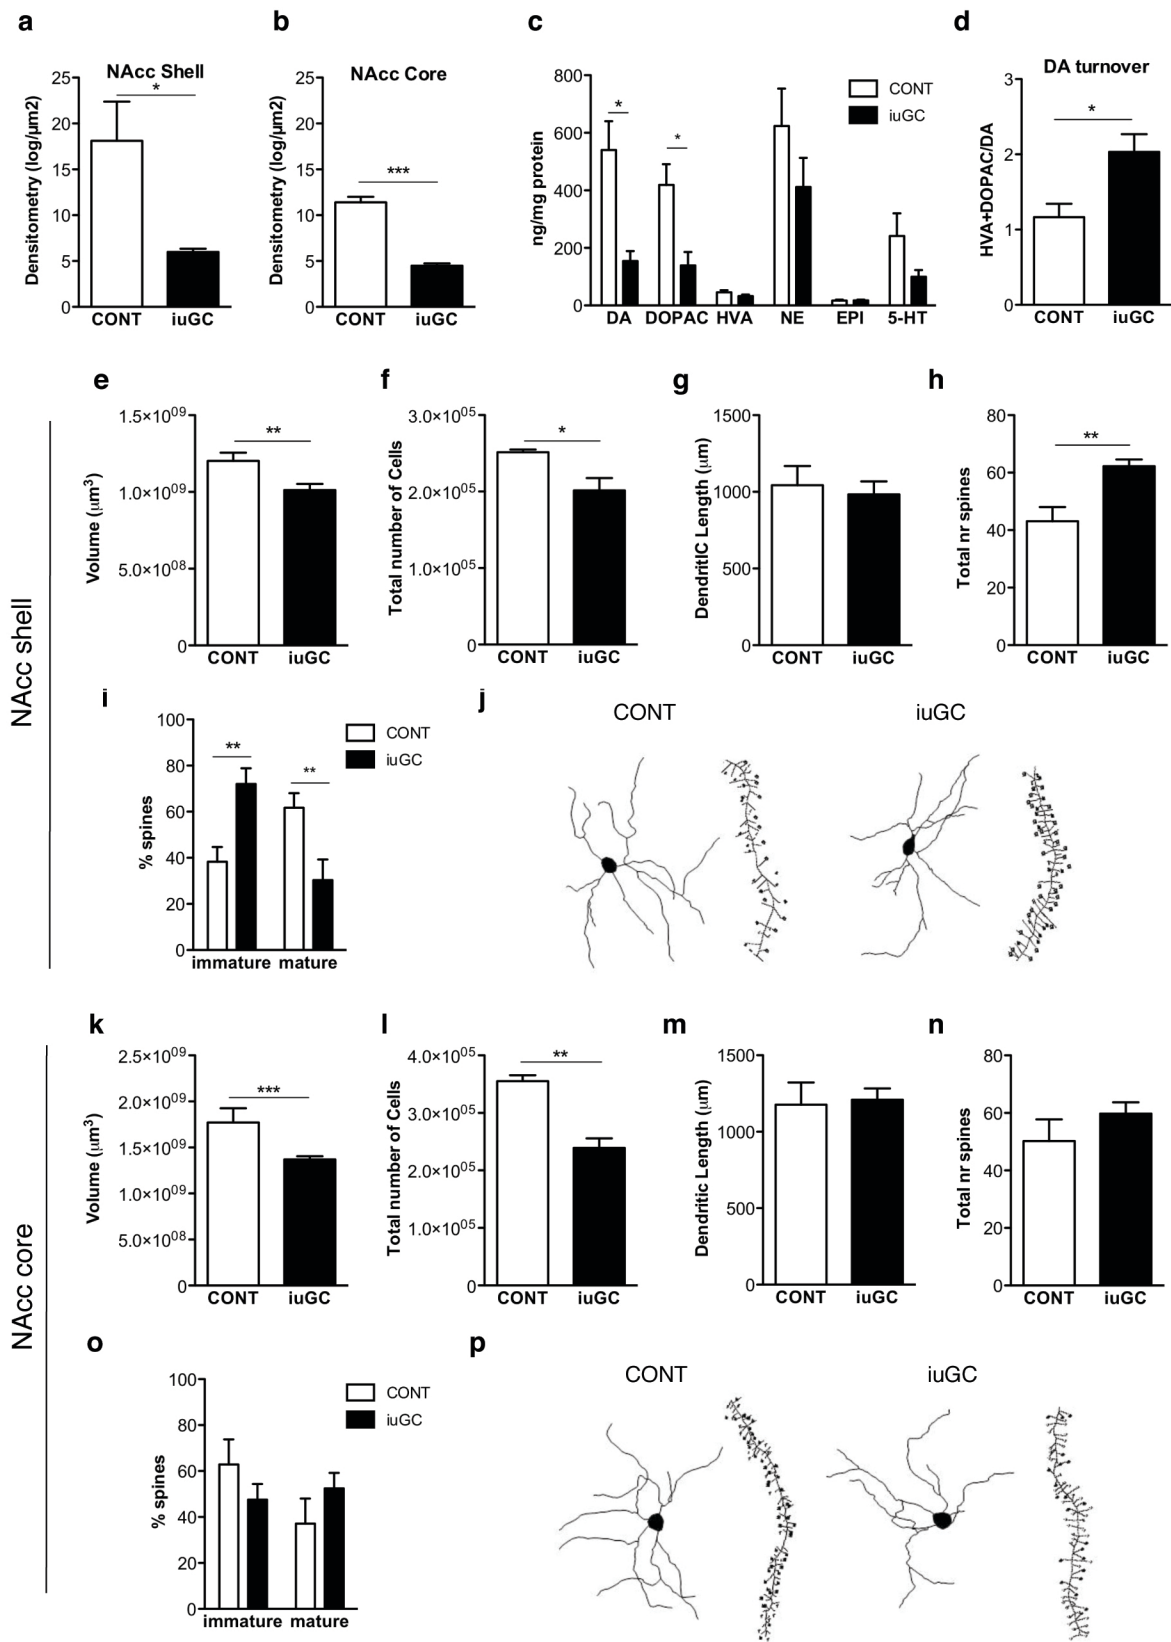 a
b
c
d
NAcc Shell
NAcc Core
DA turnover
Densitometry (log/µm2)
25
20
15
10
5
0
*
CONT
iuGC
Densitometry (log/µm2)
25
20
15
10
5
0
***
CONT
iuGC
ng/mg protein
800
600
400
200
0
*
*
CONT
iuGC
DA
DOPAC
HVA
NE
EPI
5-HT
HVA+DOPAC/DA
3
2
1
0
*
CONT
iuGC
NAcc shell
e
f
g
h
Volume (µm³)
1.5×10⁰⁹
1.0×10⁰⁹
5.0×10⁰⁸
0
**
CONT
iuGC
Total number of Cells
3.0×10⁰⁵
2.0×10⁰⁵
1.0×10⁰⁵
0
*
CONT
iuGC
DendritIC Length (µm)
1500
1000
500
0
CONT
iuGC
Total nr spines
80
60
40
20
0
**
CONT
iuGC
i
j
% spines
100
80
60
40
20
0
**
**
CONT
iuGC
immature
mature
CONT
iuGC
NAcc core
k
l
m
n
Volume (µm³)
2.5×10⁰⁹
2.0×10⁰⁹
1.5×10⁰⁹
1.0×10⁰⁹
5.0×10⁰⁸
0
***
CONT
iuGC
Total number of Cells
4.0×10⁰⁵
3.0×10⁰⁵
2.0×10⁰⁵
1.0×10⁰⁵
0
**
CONT
iuGC
Dendritic Length (µm)
1500
1000
500
0
CONT
iuGC
Total nr spines
80
60
40
20
0
CONT
iuGC
o
p
% spines
100
80
60
40
20
0
CONT
iuGC
immature
mature
CONT
iuGC